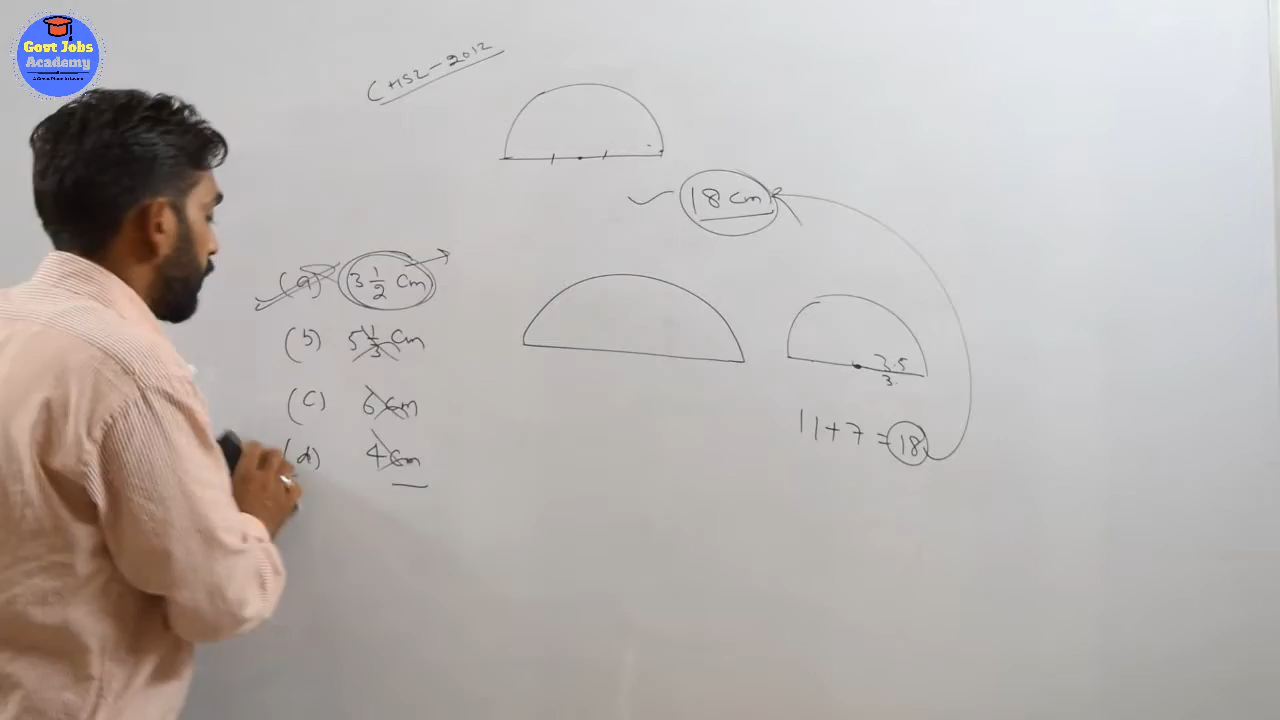 Govt Jobs
Academy
CHSL-2012
18 cm
(a) 3 1/2 cm
(b) 5 1/3 cm
(c) 6 cm
(d) 4 cm
3.5
3.
11+7=18